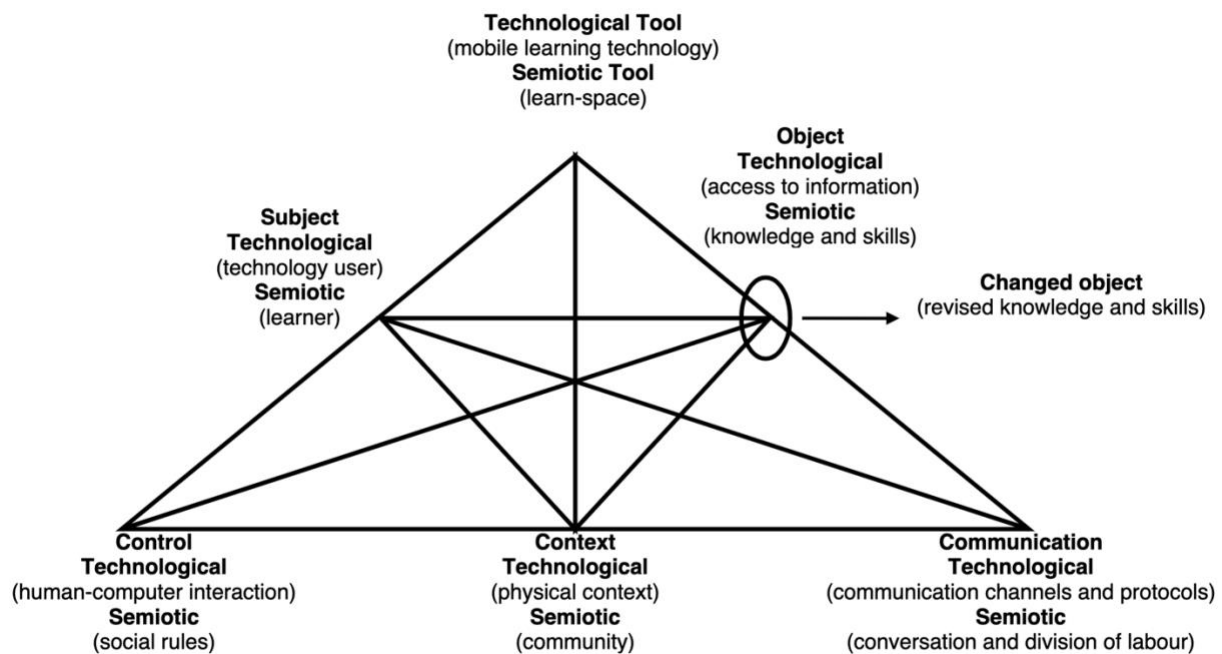 Technological Tool
(mobile learning technology)
Semiotic Tool
(learn-space)
Object
Technological
(access to information)
Semiotic
(knowledge and skills)
Subject
Technological
(technology user)
Semiotic
(learner)
Changed object
(revised knowledge and skills)
Control
Technological
(human-computer interaction)
Semiotic
(social rules)
Context
Technological
(physical context)
Semiotic
(community)
Communication
Technological
(communication channels and protocols)
Semiotic
(conversation and division of labour)